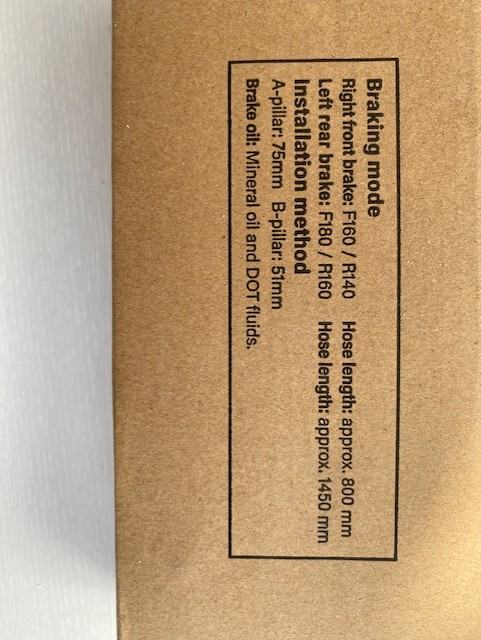 Braking mode
Right front brake: F160 / R140 Hose length: approx. 800 mm
Left rear brake: F180 / R160 Hose length: approx. 1450 mm
Installation method
A-pillar: 75mm B-pillar: 51mm
Brake oil: Mineral oil and DOT fluids.